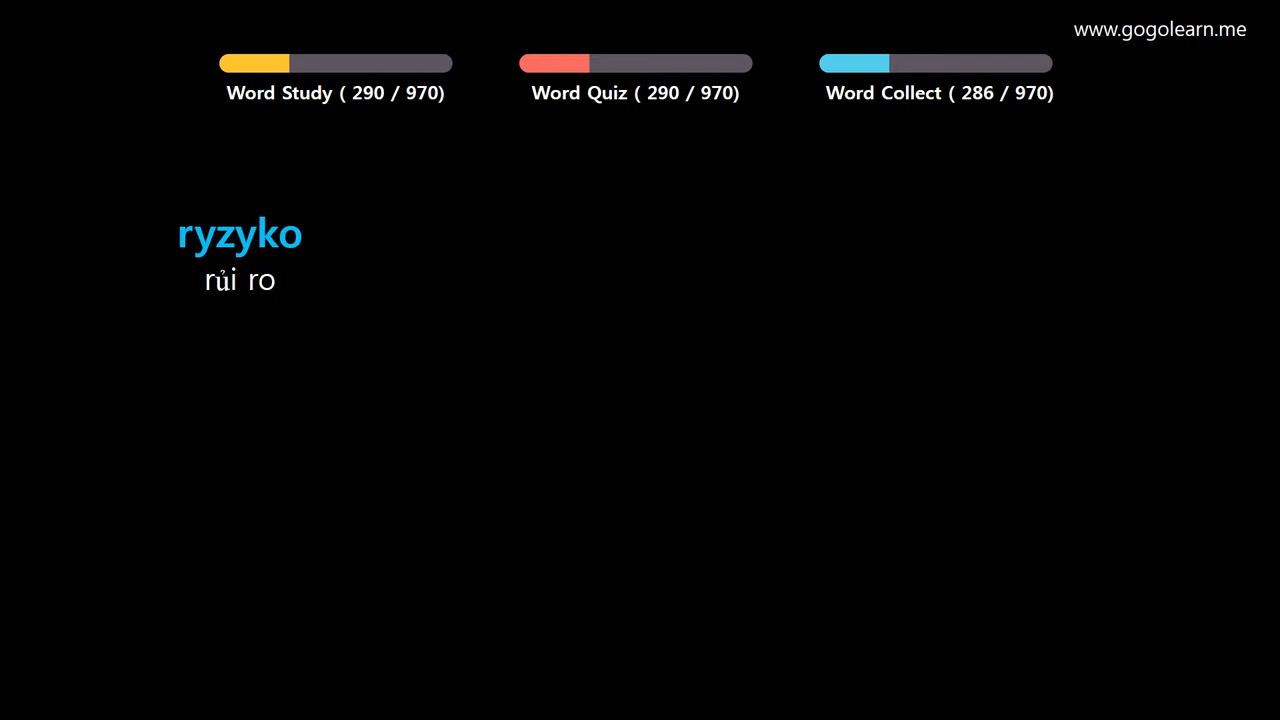 www.gogolearn.me
Word Study ( 290 / 970)
Word Quiz ( 290 / 970)
Word Collect ( 286 / 970)
ryzyko
rủi ro